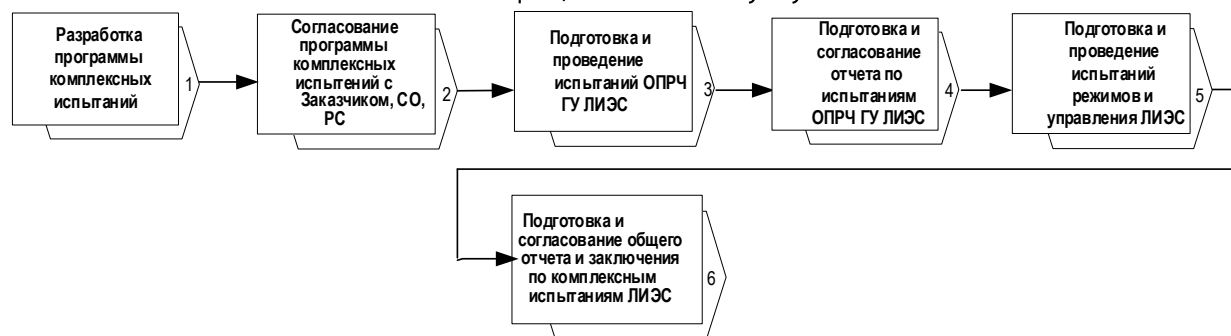 Разработка
программы
комплексных
испытаний
1
Согласование
программы
комплексных
испытений с
Заказчиком, СО,
РС
2
Подготовка и
проведение
испытаний ОПРЧ
ГУ ЛИЭС
3
Подготовка и
согласование
отчета по
испытаниям
ОПРЧ ГУ ЛИЭС
4
Подготовка и
проведение
испытаний
режимов и
управления ЛИЭС
5
Подготовка и
согласование общего
отчета и заключения
по комплексным
испытаниям ЛИЭС
6